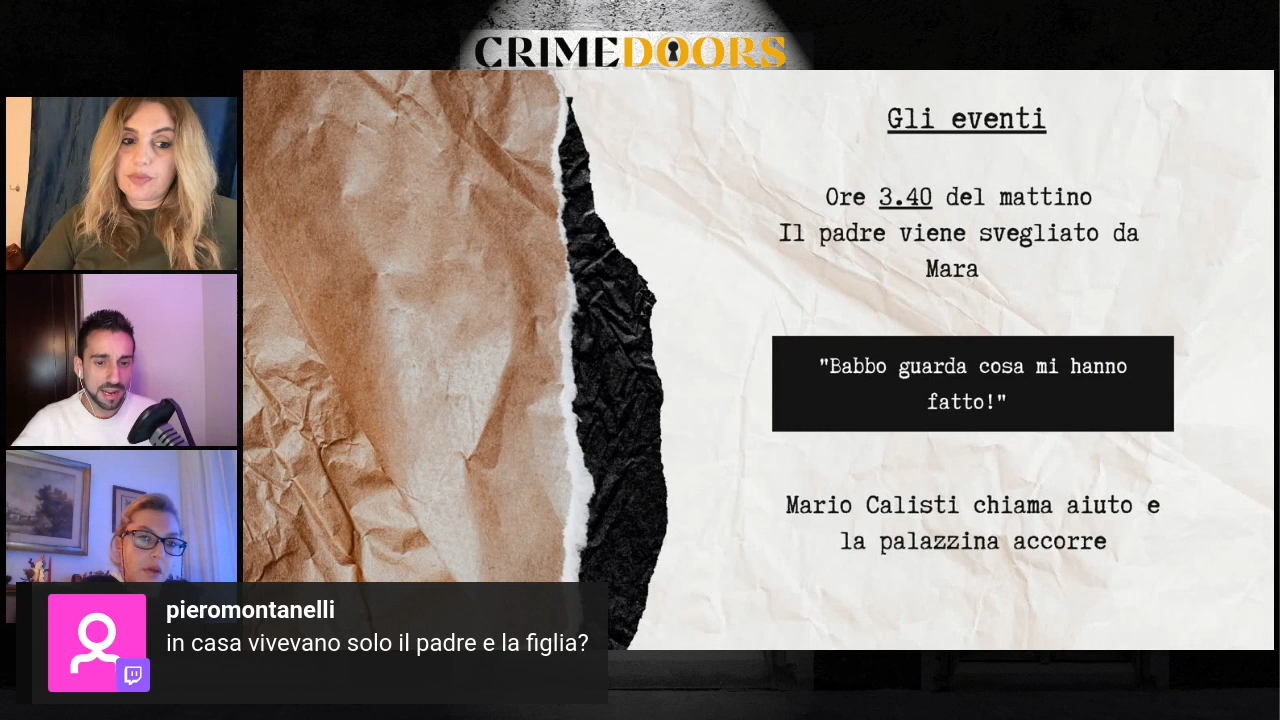 CRIMEDOORS
Gli eventi
Ore 3.40 del mattino
Il padre viene svegliato da
Mara
"Babbo guarda cosa mi hanno
fatto!"
Mario Calisti chiama aiuto e
la palazzina accorre
pieromontanelli
in casa vivevano solo il padre e la figlia?